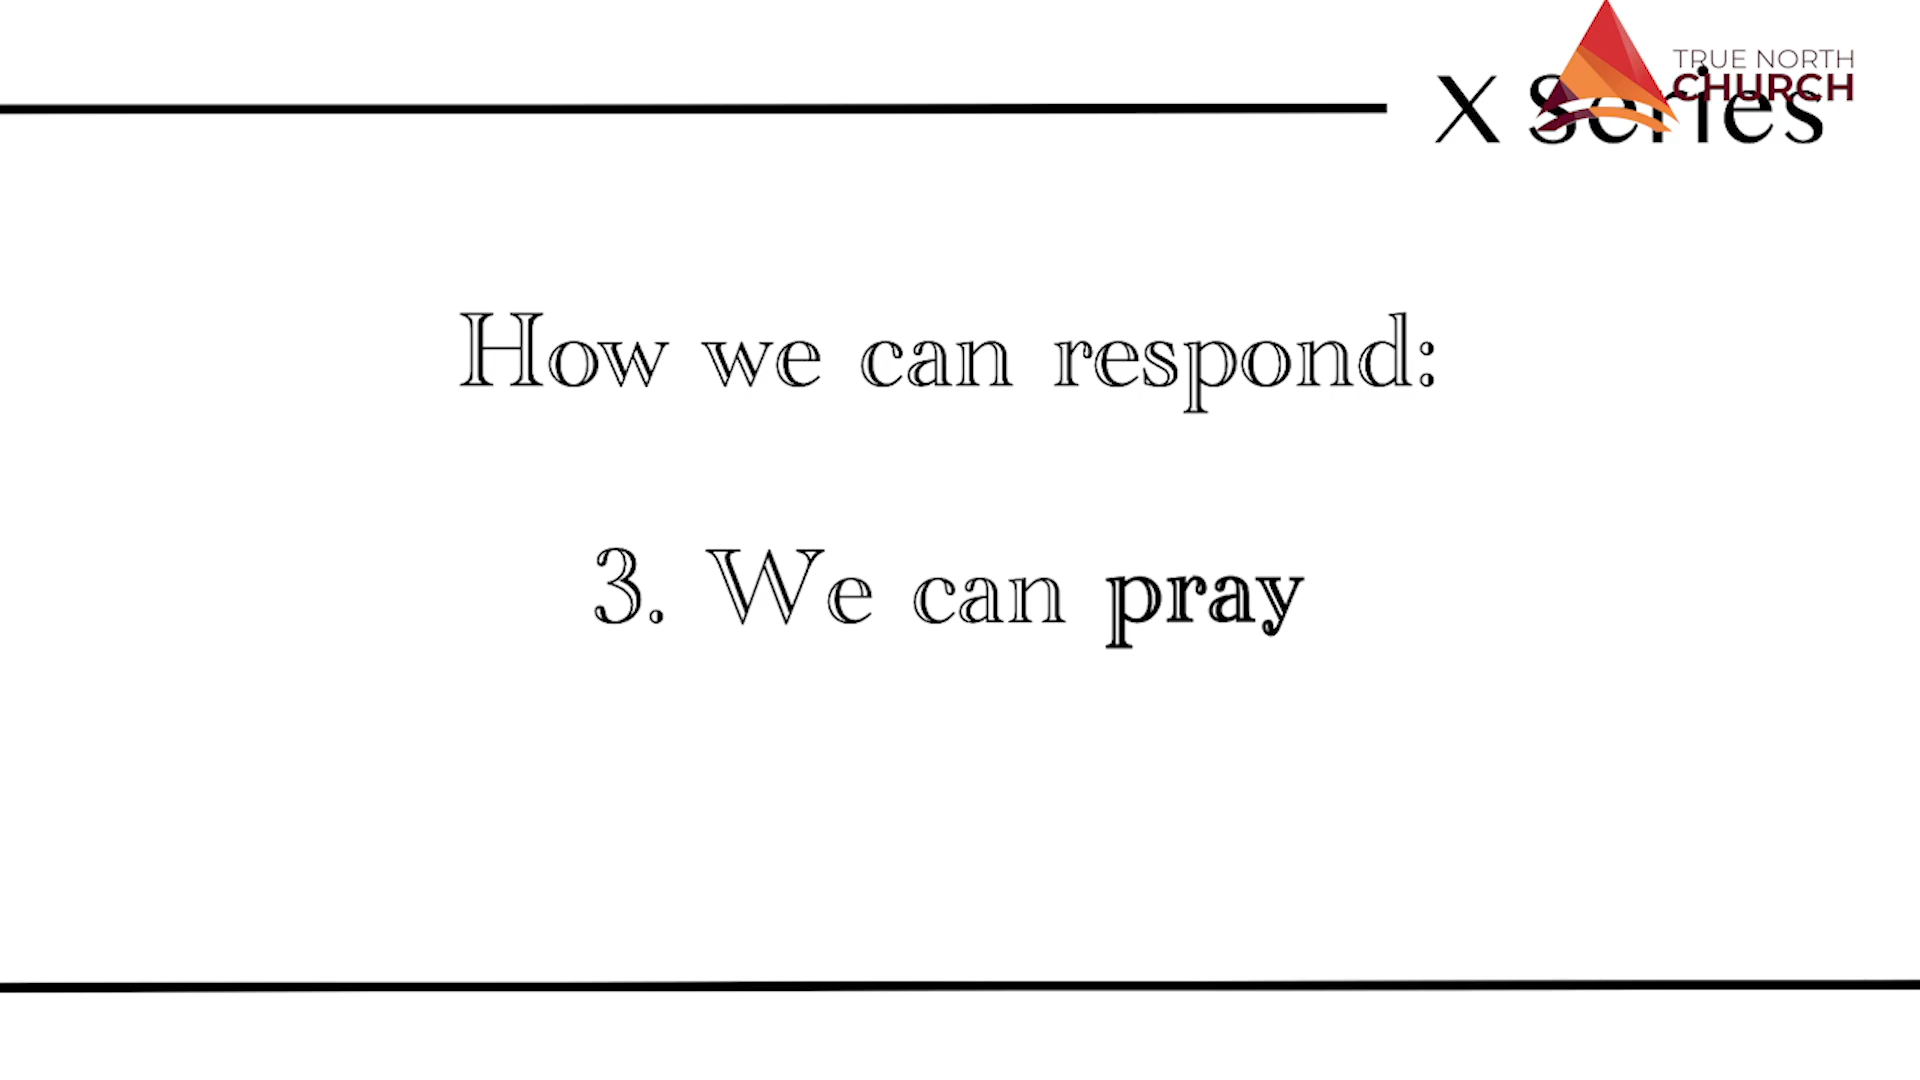 TRUE NORTH
CHURCH
X Series
How we can respond:
3. We can pray